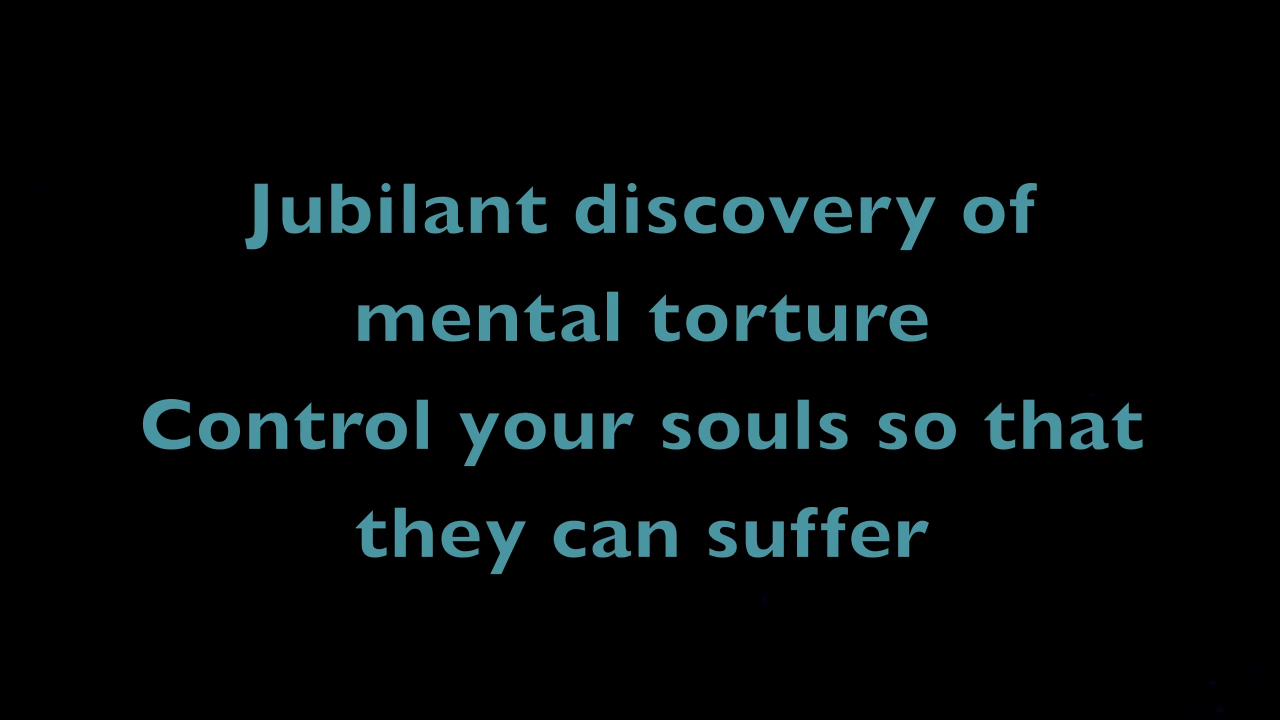 Jubilant discovery of
mental torture
Control your souls so that
they can suffer